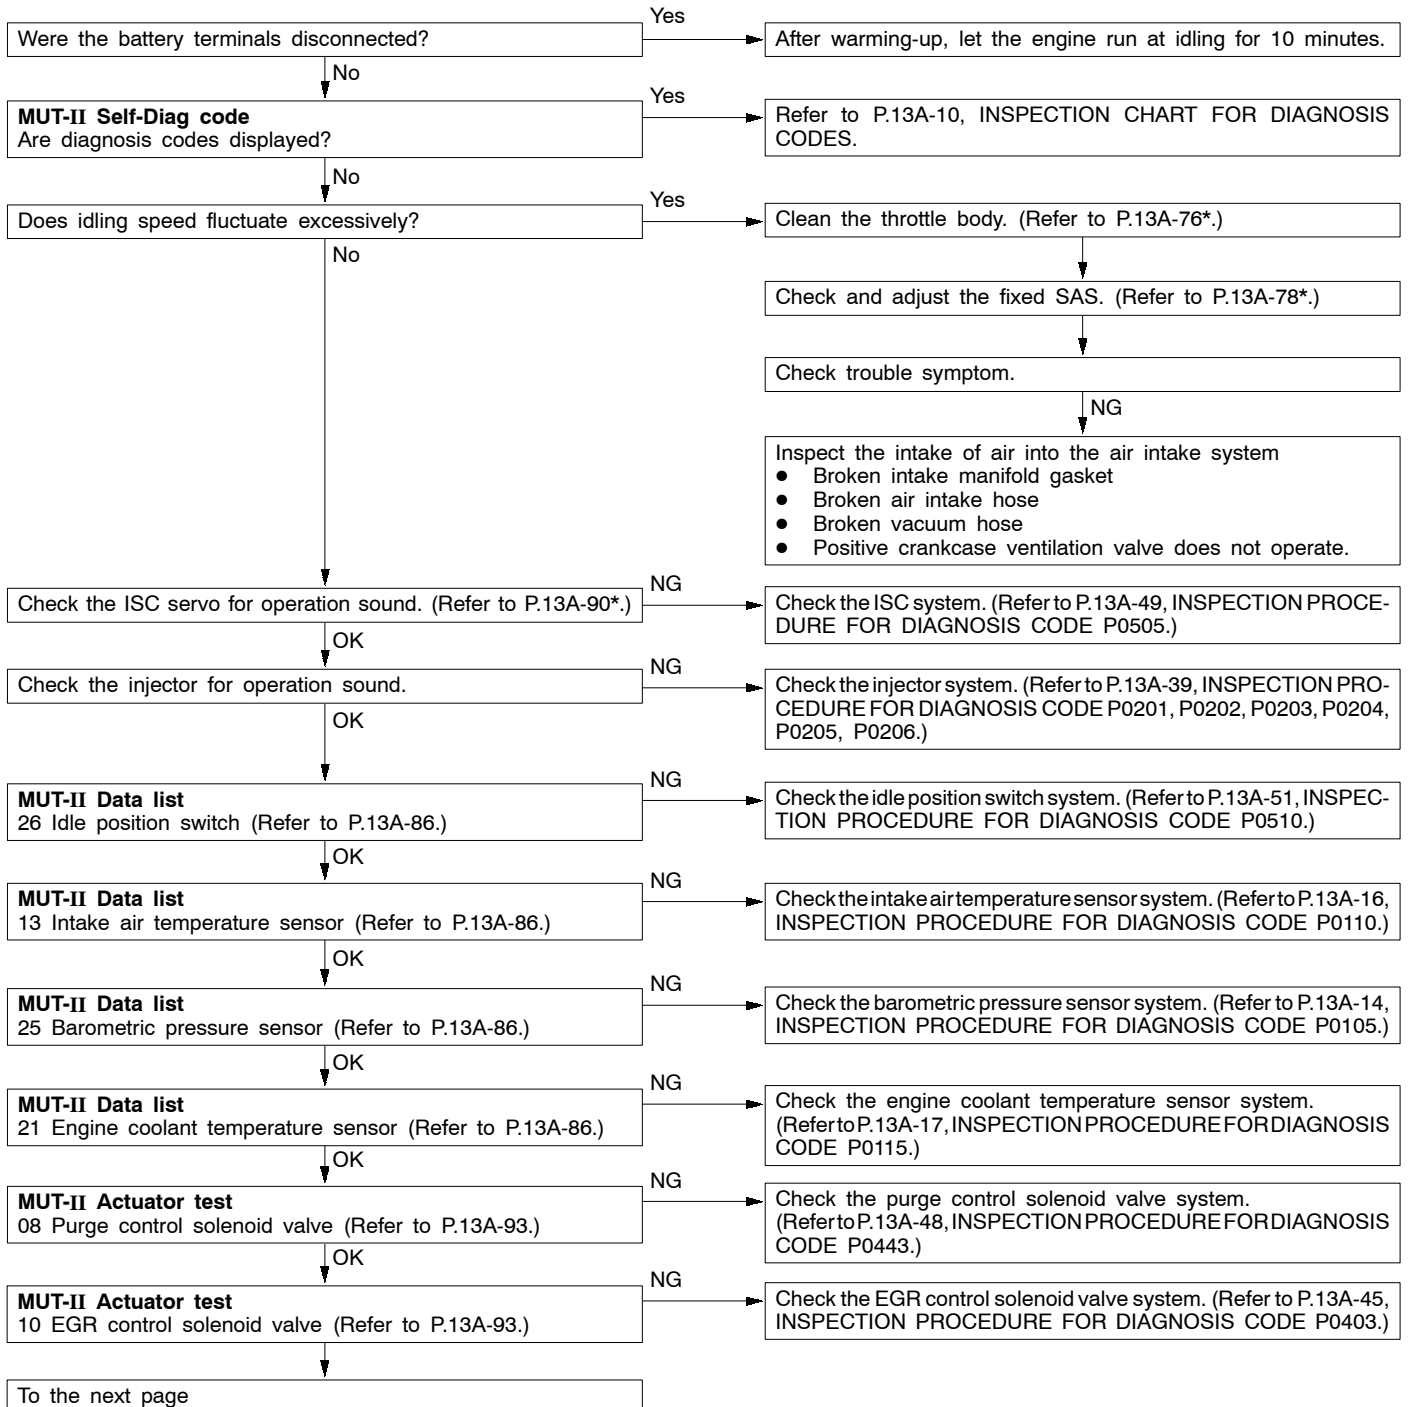 Were the battery terminals disconnected?
Yes
After warming-up, let the engine run at idling for 10 minutes.
No
MUT-II Self-Diag code
Are diagnosis codes displayed?
Yes
Refer to P.13A-10, INSPECTION CHART FOR DIAGNOSIS
CODES.
No
Does idling speed fluctuate excessively?
Yes
Clean the throttle body. (Refer to P.13A-76*.)
No
Check and adjust the fixed SAS. (Refer to P.13A-78*.)
Check trouble symptom.
NG
Inspect the intake of air into the air intake system
● Broken intake manifold gasket
● Broken air intake hose
● Broken vacuum hose
● Positive crankcase ventilation valve does not operate.
Check the ISC servo for operation sound. (Refer to P.13A-90*.)
NG
Check the ISC system. (Refer to P.13A-49, INSPECTION PROCE-
DURE FOR DIAGNOSIS CODE P0505.)
OK
Check the injector for operation sound.
NG
Check the injector system. (Refer to P.13A-39, INSPECTION PRO-
CEDURE FOR DIAGNOSIS CODE P0201, P0202, P0203, P0204,
P0205, P0206.)
OK
MUT-II Data list
26 Idle position switch (Refer to P.13A-86.)
NG
Check the idle position switch system. (Refer to P.13A-51, INSPEC-
TION PROCEDURE FOR DIAGNOSIS CODE P0510.)
OK
MUT-II Data list
13 Intake air temperature sensor (Refer to P.13A-86.)
NG
Check the intake air temperature sensor system. (Refer to P.13A-16,
INSPECTION PROCEDURE FOR DIAGNOSIS CODE P0110.)
OK
MUT-II Data list
25 Barometric pressure sensor (Refer to P.13A-86.)
NG
Check the barometric pressure sensor system. (Refer to P.13A-14,
INSPECTION PROCEDURE FOR DIAGNOSIS CODE P0105.)
OK
MUT-II Data list
21 Engine coolant temperature sensor (Refer to P.13A-86.)
NG
Check the engine coolant temperature sensor system.
(Refer to P.13A-17, INSPECTION PROCEDURE FOR DIAGNOSIS
CODE P0115.)
OK
MUT-II Actuator test
08 Purge control solenoid valve (Refer to P.13A-93.)
NG
Check the purge control solenoid valve system.
(Refer to P.13A-48, INSPECTION PROCEDURE FOR DIAGNOSIS
CODE P0443.)
OK
MUT-II Actuator test
10 EGR control solenoid valve (Refer to P.13A-93.)
NG
Check the EGR control solenoid valve system. (Refer to P.13A-45,
INSPECTION PROCEDURE FOR DIAGNOSIS CODE P0403.)
To the next page